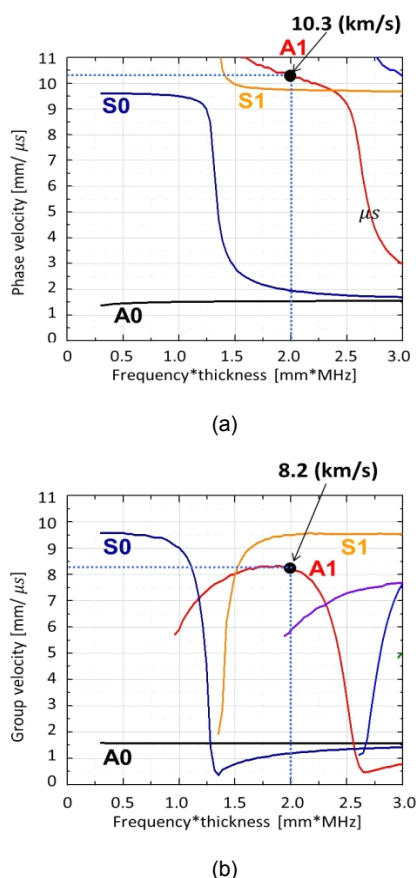 10.3 (km/s)
11
10
9
8
7
6
5
4
3
2
1
0
Phase velocity [mm/ μs]
A1
S0
S1
μs
A0
0 0.5 1.0 1.5 2.0 2.5 3.0
Frequency*thickness [mm*MHz]
(a)
8.2 (km/s)
11
10
9
8
7
6
5
4
3
2
1
0
Group velocity [mm/ μs]
S0
S1
A1
A0
0 0.5 1.0 1.5 2.0 2.5 3.0
Frequency*thickness [mm*MHz]
(b)